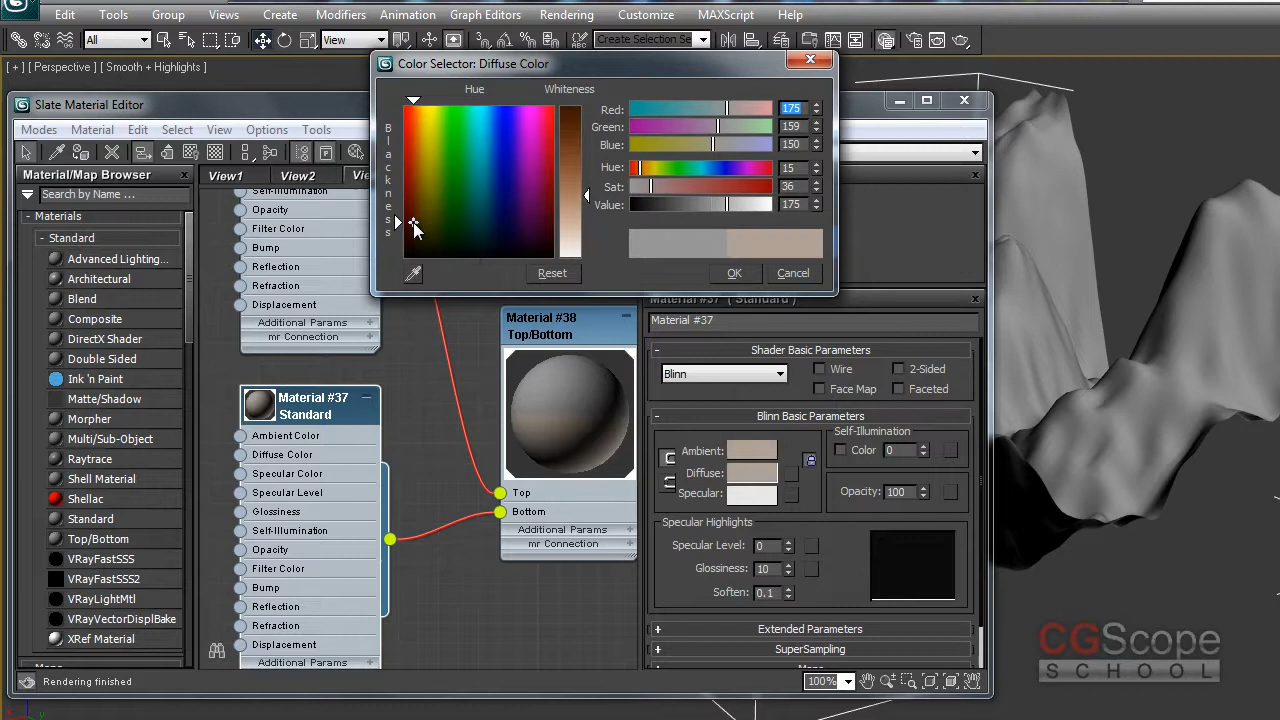 Edit Tools Group Views Create Modifiers Animation Graph Editors Rendering Customize MAXScript Help
All View Create Selection Se
[ + ] [ Perspective ] [ Smooth + Highlights ]
Color Selector: Diffuse Color
Hue Whiteness
Blackness
Red: 175
Green: 159
Blue: 150
Hue: 15
Sat: 36
Value: 175
Reset OK Cancel
Slate Material Editor
Modes Material Edit Select View Options Tools
Material/Map Browser
Search by Name ...
- Materials
- Standard
Advanced Lighting...
Architectural
Blend
Composite
DirectX Shader
Double Sided
Ink 'n Paint
Matte/Shadow
Morpher
Multi/Sub-Object
Raytrace
Shell Material
Shellac
Standard
Top/Bottom
VRayFastSSS
VRayFastSSS2
VRayLightMtl
VRayVectorDisplBake
XRef Material
View1 View2
Self-Illumination
Opacity
Filter Color
Bump
Reflection
Refraction
Displacement
Additional Params +
mr Connection
Material #37
Standard
Ambient Color
Diffuse Color
Specular Color
Specular Level
Glossiness
Self-Illumination
Opacity
Filter Color
Bump
Reflection
Refraction
Displacement
Additional Params +
Material #38
Top/Bottom
Top
Bottom
Additional Params +
mr Connection
Material #37 ( Standard )
Material #37
- Shader Basic Parameters
Blinn Wire 2-Sided
Face Map Faceted
- Blinn Basic Parameters
Ambient:
Diffuse:
Specular:
Self-Illumination
Color 0
Opacity: 100
Specular Highlights
Specular Level: 0
Glossiness: 10
Soften: 0.1
+ Extended Parameters
+ SuperSampling
Rendering finished
100%
CGScope
SCHOOL